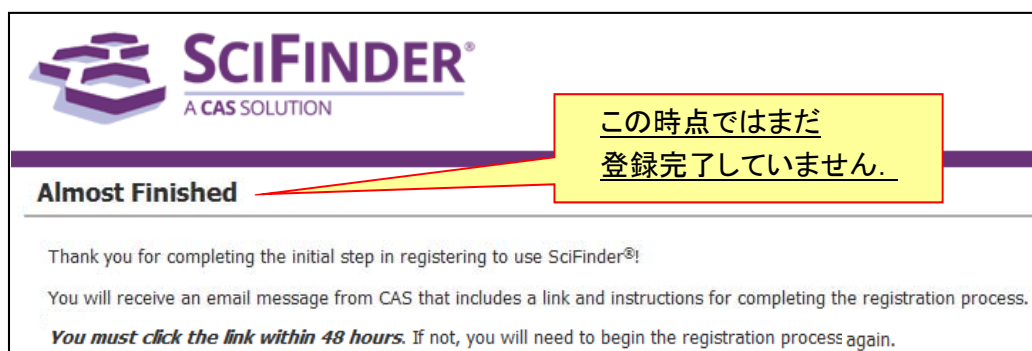 SCIFINDER®
A CAS SOLUTION
この時点ではまだ
登録完了していません.
Almost Finished
Thank you for completing the initial step in registering to use SciFinder®!
You will receive an email message from CAS that includes a link and instructions for completing the registration process.
You must click the link within 48 hours. If not, you will need to begin the registration process again.